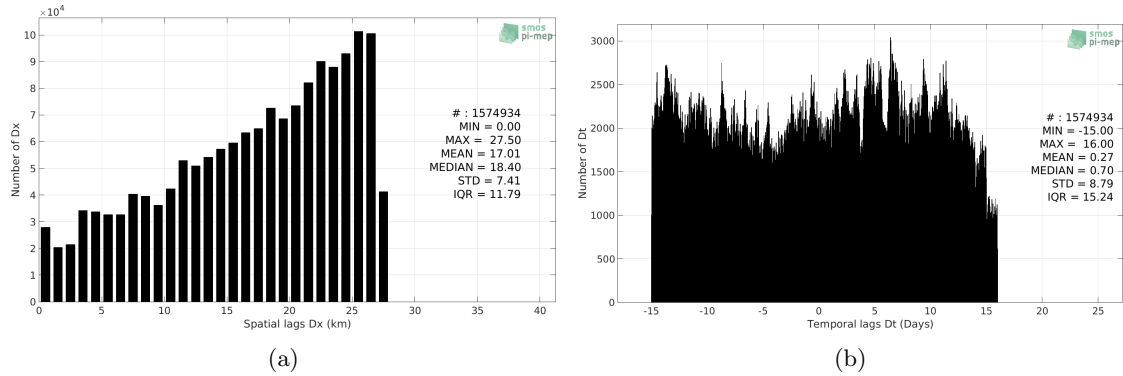 ×10⁴
10
9
8
7
6
5
4
3
2
1
0
Number of Dx
0 5 10 15 20 25 30 35 40
Spatial lags Dx (km)
smos
pi-mep
# : 1574934
MIN = 0.00
MAX = 27.50
MEAN = 17.01
MEDIAN = 18.40
STD = 7.41
IQR = 11.79
(a)
3000
2500
2000
1500
1000
500
0
Number of Dt
-15 -10 -5 0 5 10 15 20 25
Temporal lags Dt (Days)
smos
pi-mep
# : 1574934
MIN = -15.00
MAX = 16.00
MEAN = 0.27
MEDIAN = 0.70
STD = 8.79
IQR = 15.24
(b)